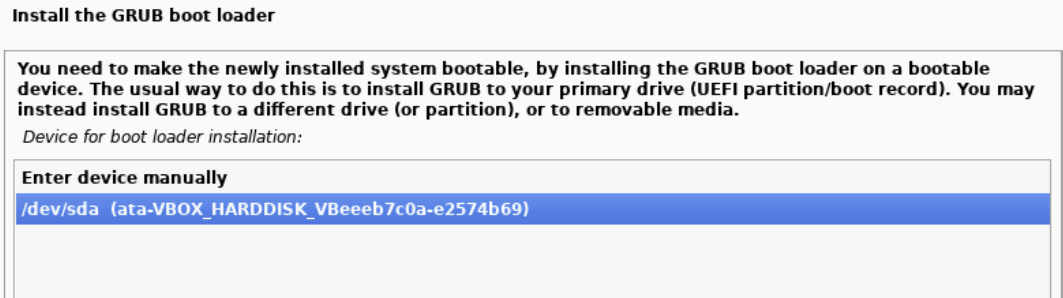 Install the GRUB boot loader
You need to make the newly installed system bootable, by installing the GRUB boot loader on a bootable
device. The usual way to do this is to install GRUB to your primary drive (UEFI partition/boot record). You may
instead install GRUB to a different drive (or partition), or to removable media.
Device for boot loader installation:
Enter device manually
/dev/sda  (ata-VBOX_HARDDISK_VBeeeb7c0a-e2574b69)